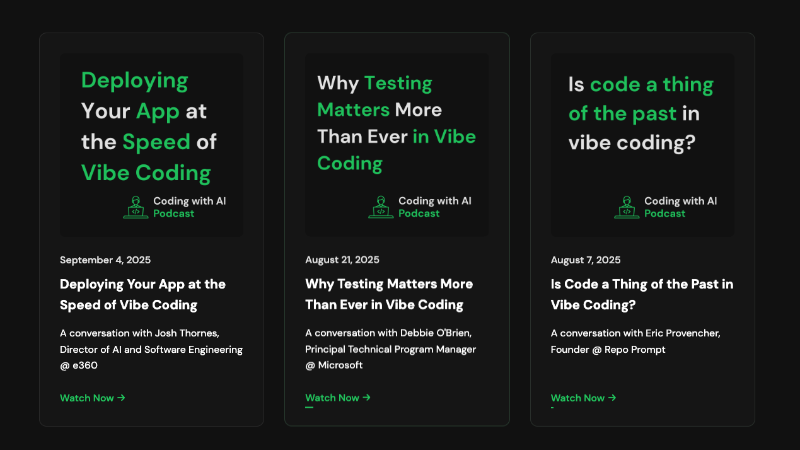 Deploying
Your App at
the Speed of
Vibe Coding
Coding with AI
Podcast
September 4, 2025
Deploying Your App at the
Speed of Vibe Coding
A conversation with Josh Thornes,
Director of AI and Software Engineering
@ e360
Watch Now →
Why Testing
Matters More
Than Ever in Vibe
Coding
Coding with AI
Podcast
August 21, 2025
Why Testing Matters More
Than Ever in Vibe Coding
A conversation with Debbie O'Brien,
Principal Technical Program Manager
@ Microsoft
Watch Now →
Is code a thing
of the past in
vibe coding?
Coding with AI
Podcast
August 7, 2025
Is Code a Thing of the Past in
Vibe Coding?
A conversation with Eric Provencher,
Founder @ Repo Prompt
Watch Now →